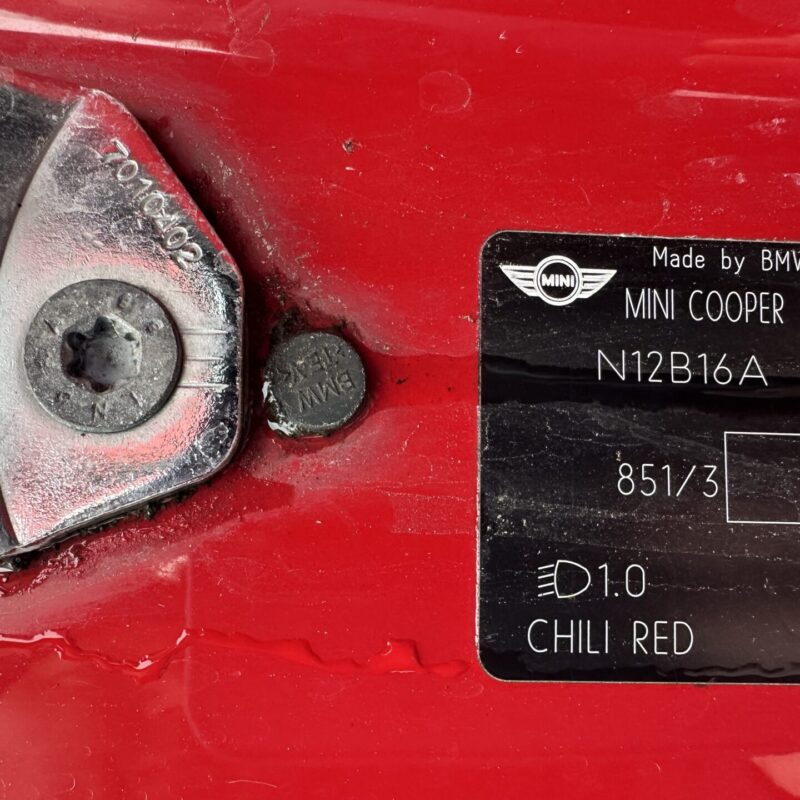 7010402
BMW
MINI
Made by BMW
MINI COOPER
N12B16A
851/3
1.0
CHILI RED